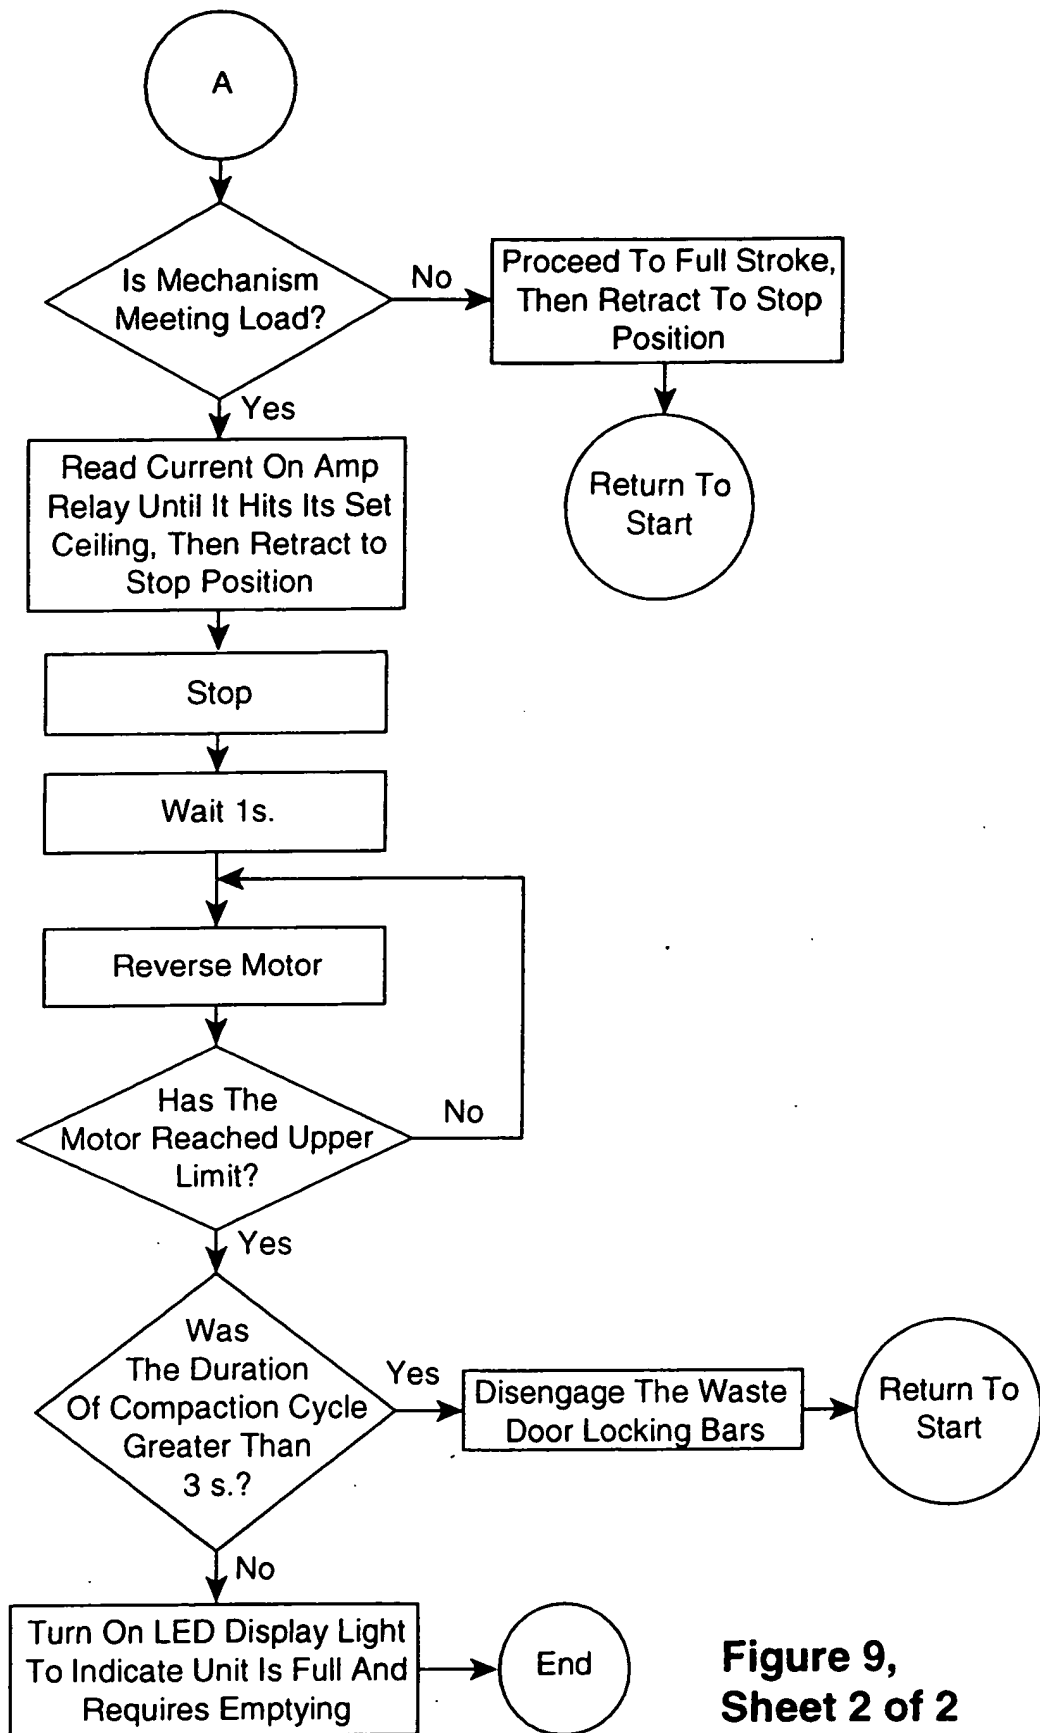 A
Is Mechanism
Meeting Load?
No
Proceed To Full Stroke,
Then Retract To Stop
Position
Return To
Start
Yes
Read Current On Amp
Relay Until It Hits Its Set
Ceiling, Then Retract to
Stop Position
Stop
Wait 1s.
Reverse Motor
Has The
Motor Reached Upper
Limit?
No
Yes
Was
The Duration
Of Compaction Cycle
Greater Than
3 s.?
Yes
Disengage The Waste
Door Locking Bars
Return To
Start
No
Turn On LED Display Light
To Indicate Unit Is Full And
Requires Emptying
End
Figure 9,
Sheet 2 of 2